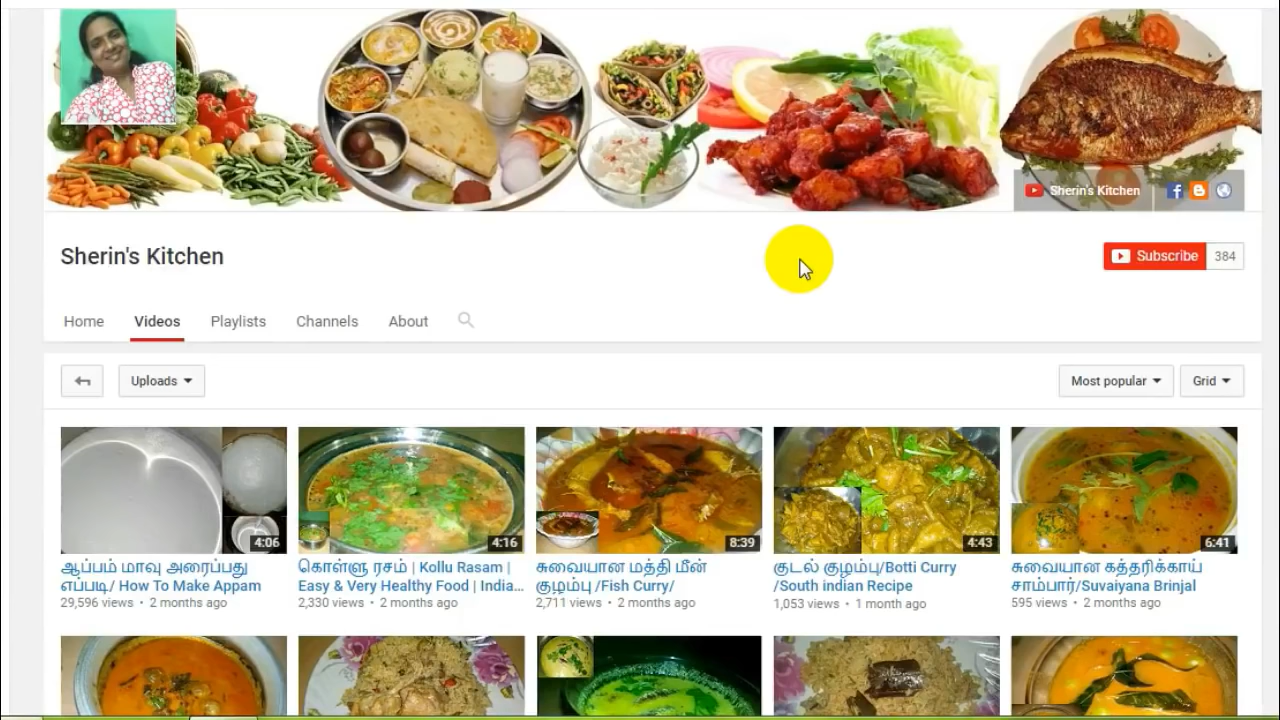 Sherin's Kitchen
Sherin's Kitchen
Subscribe 384
Home Videos Playlists Channels About
Uploads Most popular Grid
4:06 4:16 8:39 4:43 6:41
ஆப்பம் மாவு அரைப்பது
எப்படி/ How To Make Appam
29,596 views • 2 months ago
கொள்ளு ரசம் | Kollu Rasam |
Easy & Very Healthy Food | India...
2,330 views • 2 months ago
சுவையான மத்தி மீன்
குழம்பு /Fish Curry/
2,711 views • 2 months ago
குடல் குழம்பு/Botti Curry
/South indian Recipe
1,053 views • 1 month ago
சுவையான கத்தரிக்காய்
சாம்பார்/Suvaiyana Brinjal
595 views • 2 months ago